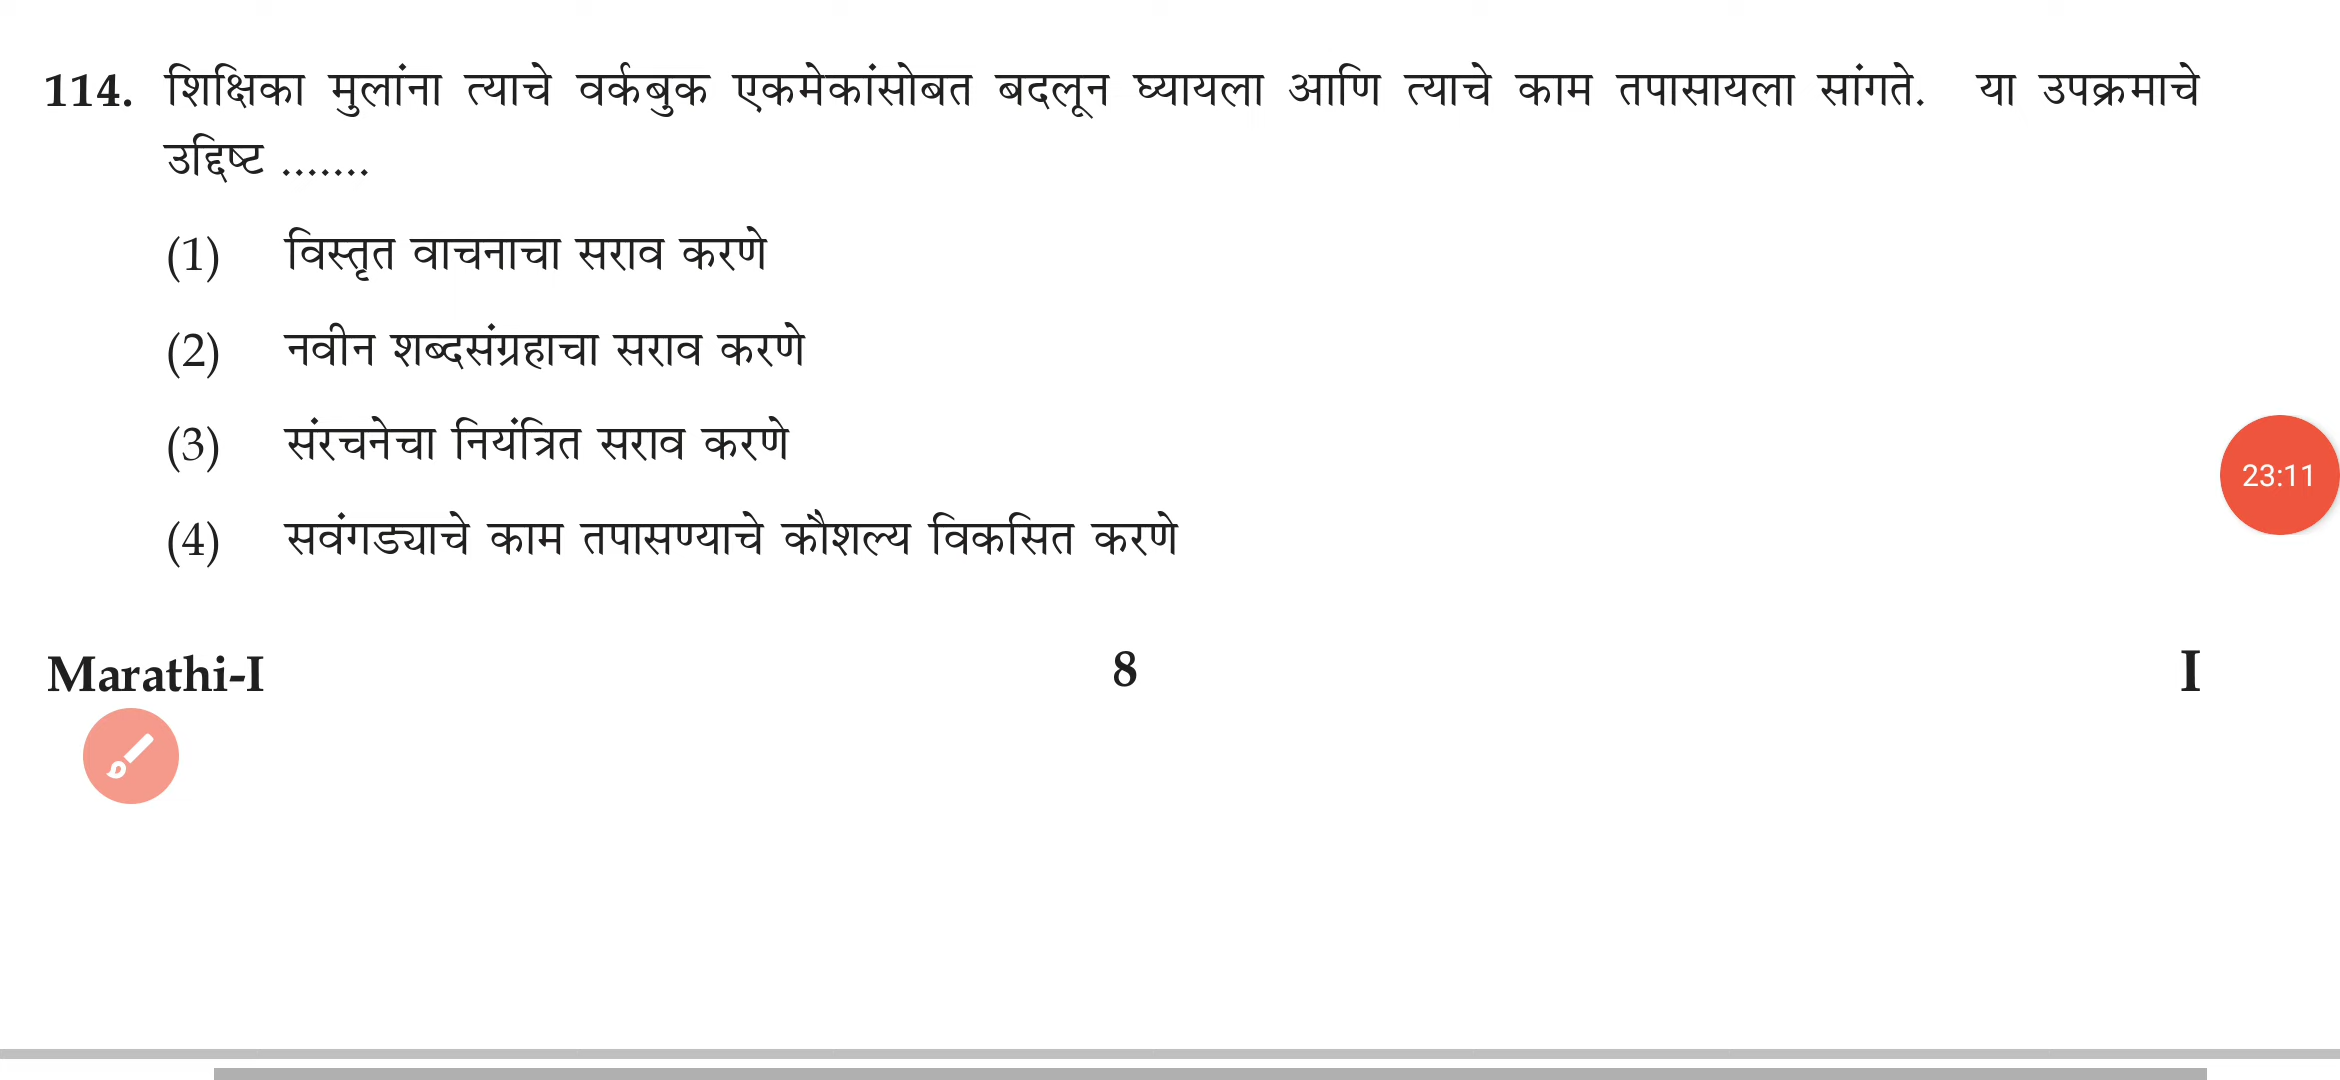 114. शिक्षिका मुलांना त्याचे वर्कबुक एकमेकांसोबत बदलून घ्यायला आणि त्याचे काम तपासायला सांगते. या उपक्रमाचे
उद्दिष्ट .......
(1) विस्तृत वाचनाचा सराव करणे
(2) नवीन शब्दसंग्रहाचा सराव करणे
(3) संरचनेचा नियंत्रित सराव करणे
23:11
(4) सवंगड्याचे काम तपासण्याचे कौशल्य विकसित करणे
Marathi-I 8 I